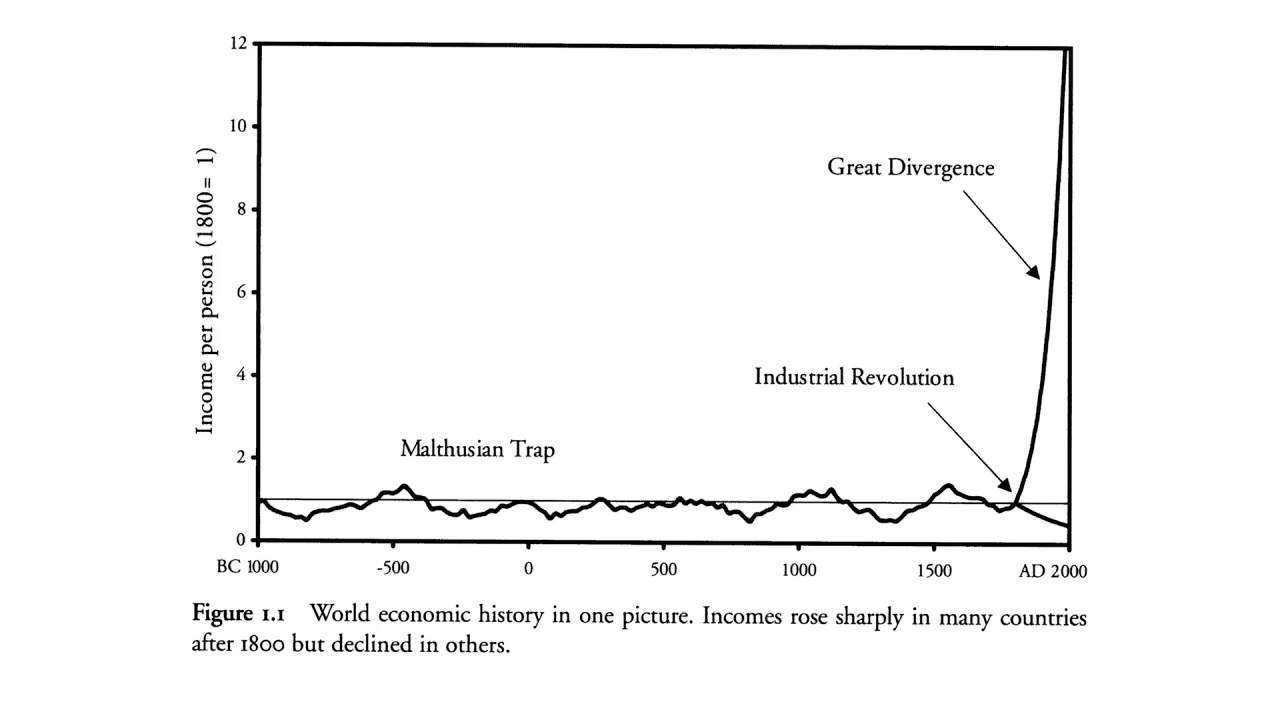 12
10
8
6
4
2
0
Income per person (1800 = 1)
Great Divergence
Industrial Revolution
Malthusian Trap
BC 1000 -500 0 500 1000 1500 AD 2000
Figure 1.1 World economic history in one picture. Incomes rose sharply in many countries
after 1800 but declined in others.